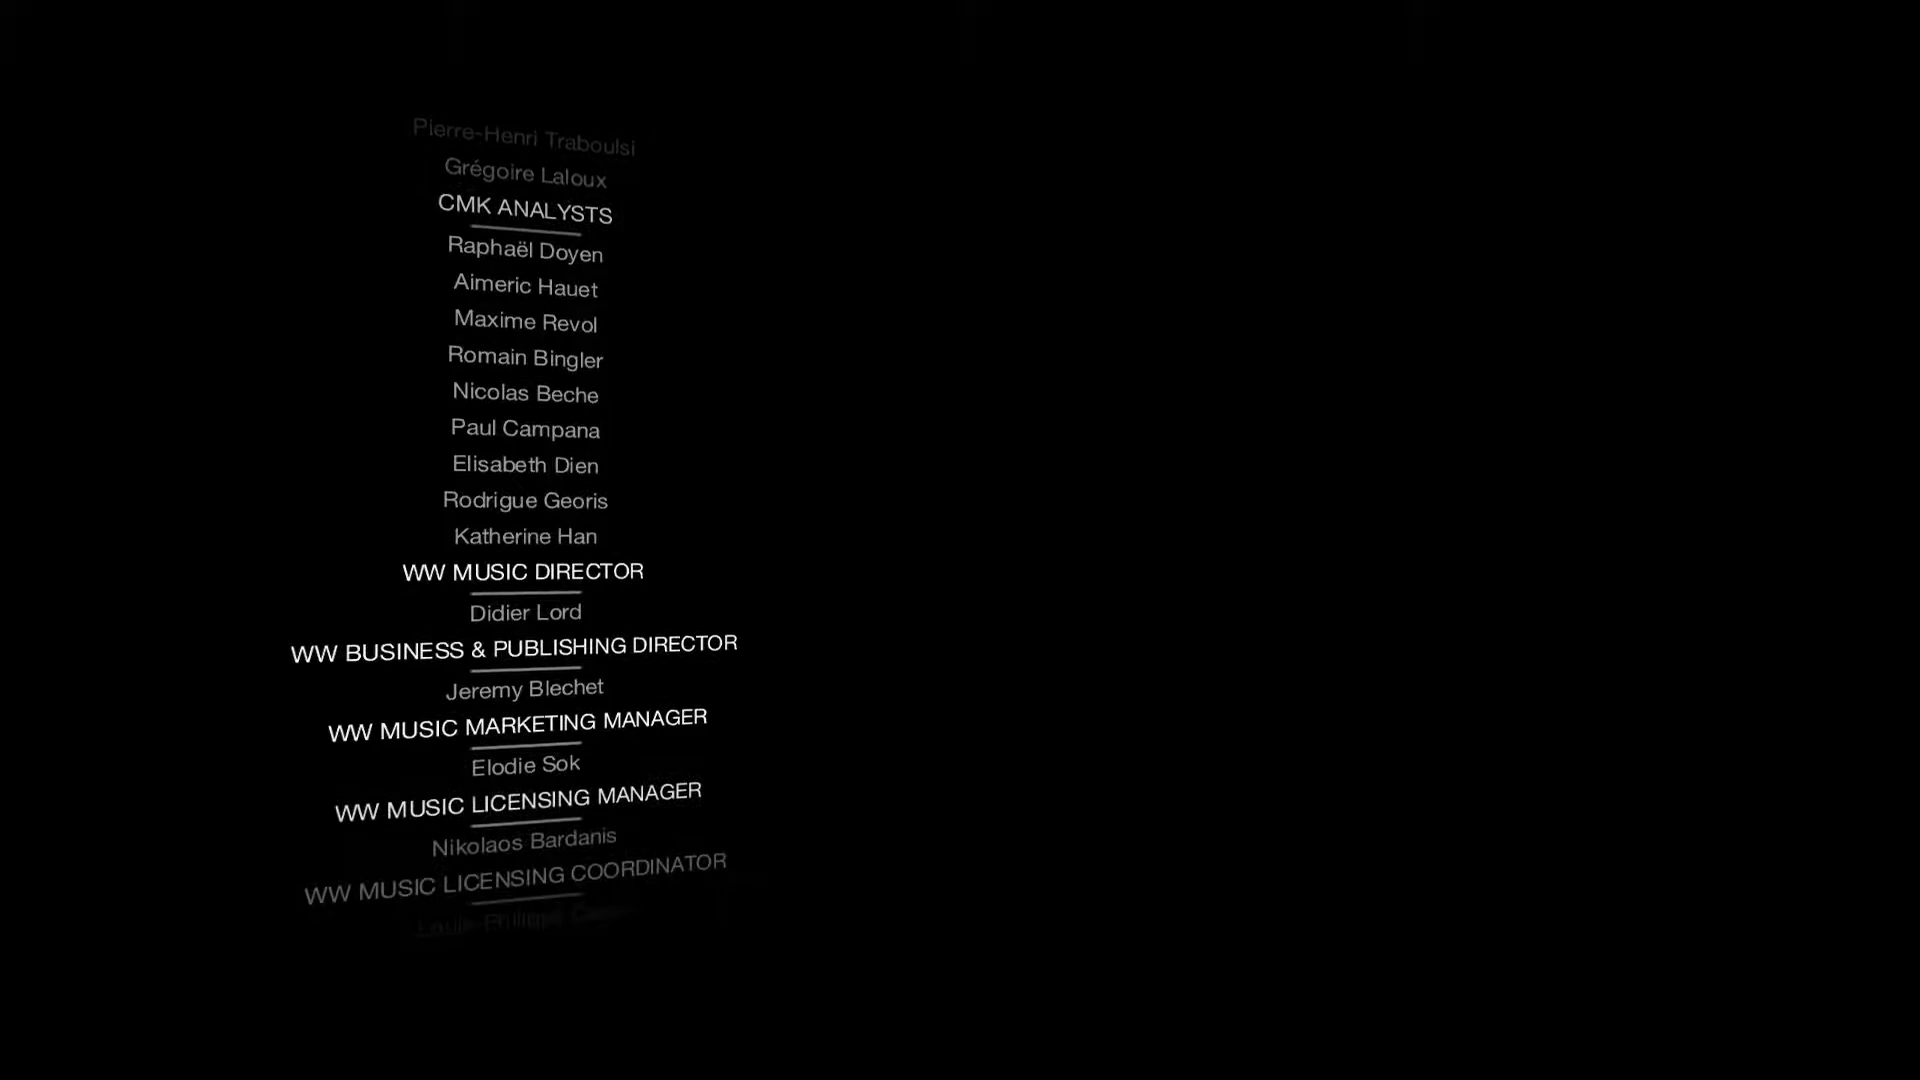 Pierre-Henri Traboulsi
Grégoire Laloux
CMK ANALYSTS
Raphaël Doyen
Aimeric Hauet
Maxime Revol
Romain Bingler
Nicolas Beche
Paul Campana
Elisabeth Dien
Rodrigue Georis
Katherine Han
WW MUSIC DIRECTOR
Didier Lord
WW BUSINESS & PUBLISHING DIRECTOR
Jeremy Blechet
WW MUSIC MARKETING MANAGER
Elodie Sok
WW MUSIC LICENSING MANAGER
Nikolaos Bardanis
WW MUSIC LICENSING COORDINATOR